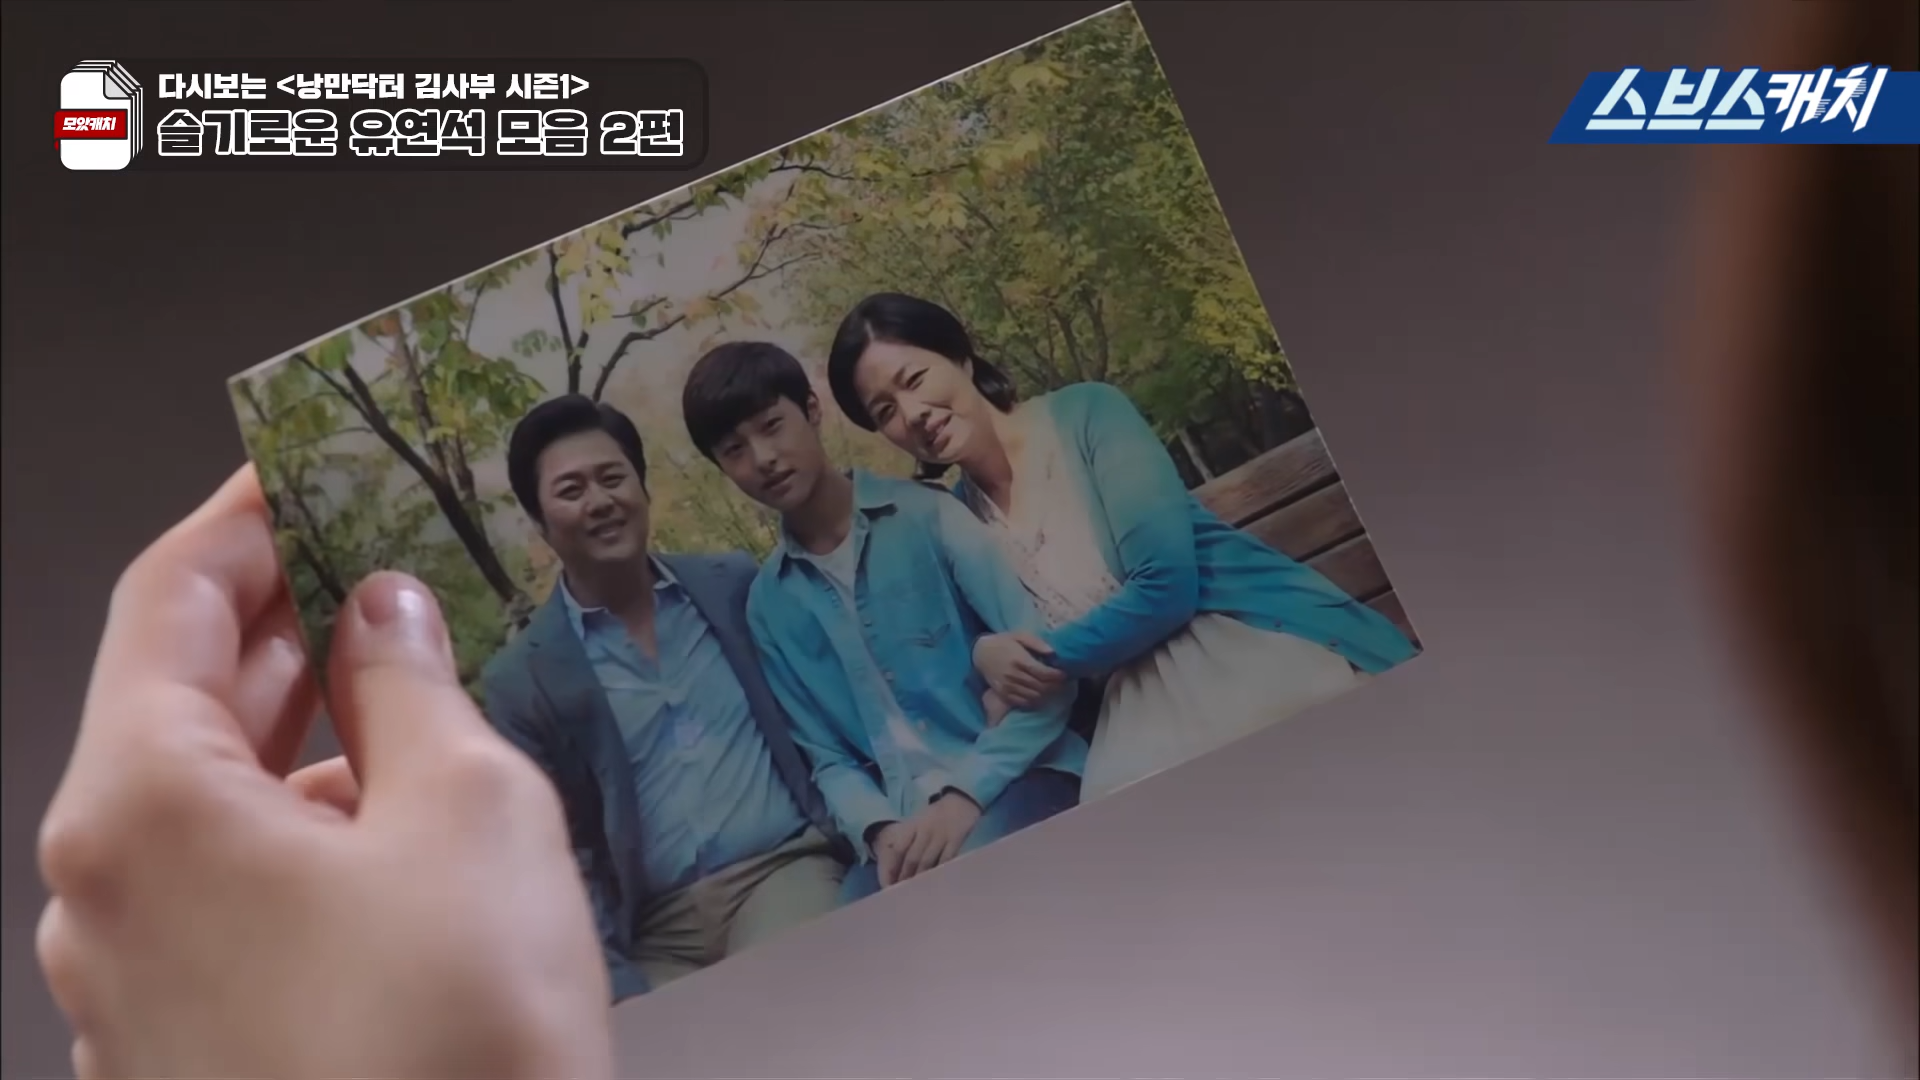 다시보는 <낭만닥터 김사부 시즌1>
모았캐치
슬기로운 유연석 모음 2편
스브스캐치